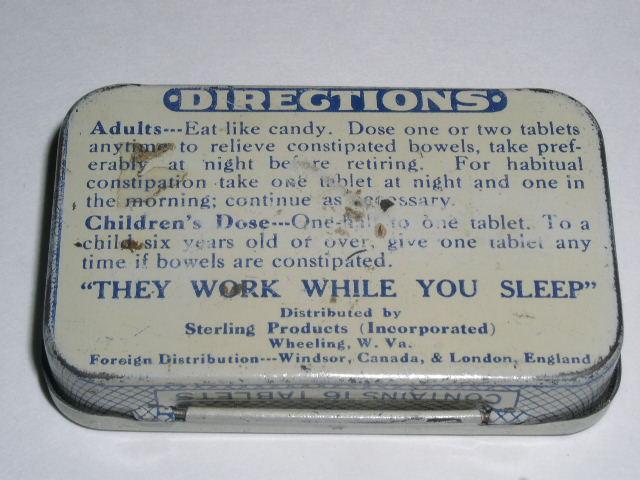 ·DIRECTIONS·
Adults---Eat like candy. Dose one or two tablets
anytime to relieve constipated bowels, take pref-
erably at night before retiring. For habitual
constipation take one tablet at night and one in
the morning; continue as necessary.
Children's Dose---One-half to one tablet. To a
child six years old or over, give one tablet any
time if bowels are constipated.
"THEY WORK WHILE YOU SLEEP"
Distributed by
Sterling Products (Incorporated)
Wheeling, W. Va.
Foreign Distribution---Windsor, Canada, & London, England
CONTAINS 16 TABLETS